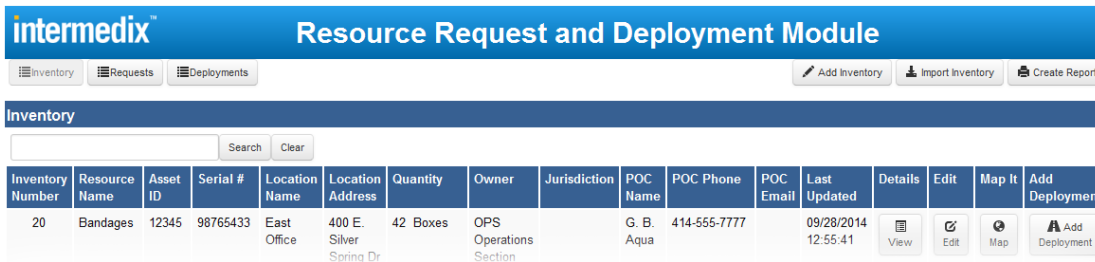 intermedix™ Resource Request and Deployment Module
Inventory Requests Deployments Add Inventory Import Inventory Create Report
Inventory
Search Clear
Inventory Number Resource Name Asset ID Serial # Location Name Location Address Quantity Owner Jurisdiction POC Name POC Phone POC Email Last Updated Details Edit Map It Add Deployment
20 Bandages 12345 98765433 East Office 400 E. Silver Spring Dr 42 Boxes OPS Operations Section G. B. Aqua 414-555-7777 09/28/2014 12:55:41 View Edit Map Add Deployment